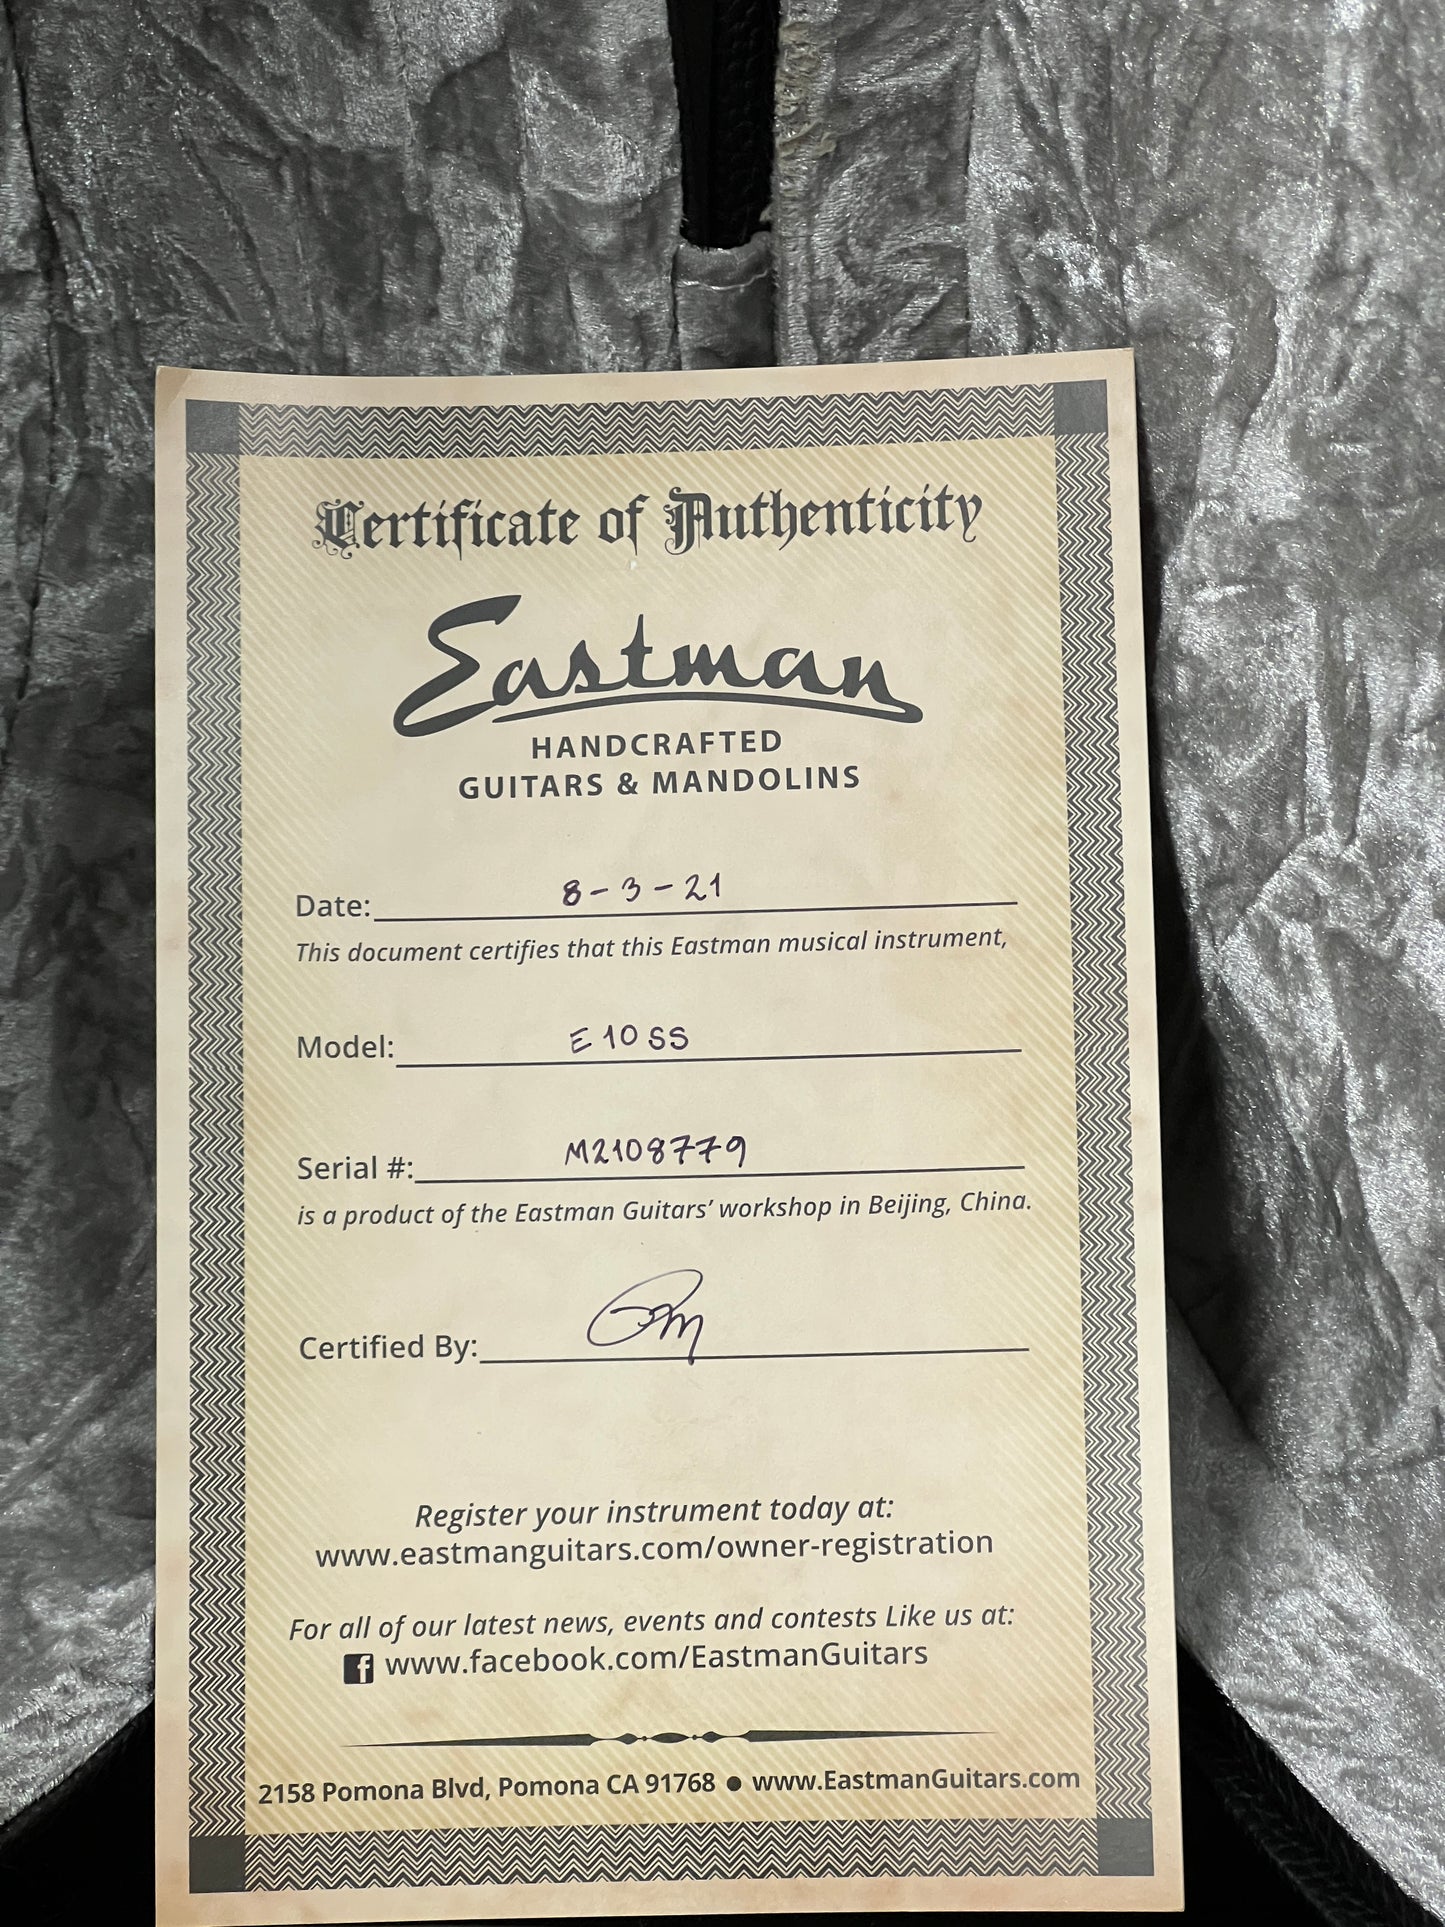 Certificate of Authenticity
Eastman
HANDCRAFTED
GUITARS & MANDOLINS
Date: 8-3-21
This document certifies that this Eastman musical instrument,
Model: E10SS
Serial #: M2108779
is a product of the Eastman Guitars' workshop in Beijing, China.
Certified By:
Register your instrument today at:
www.eastmanguitars.com/owner-registration
For all of our latest news, events and contests Like us at:
f www.facebook.com/EastmanGuitars
2158 Pomona Blvd, Pomona CA 91768 ● www.EastmanGuitars.com